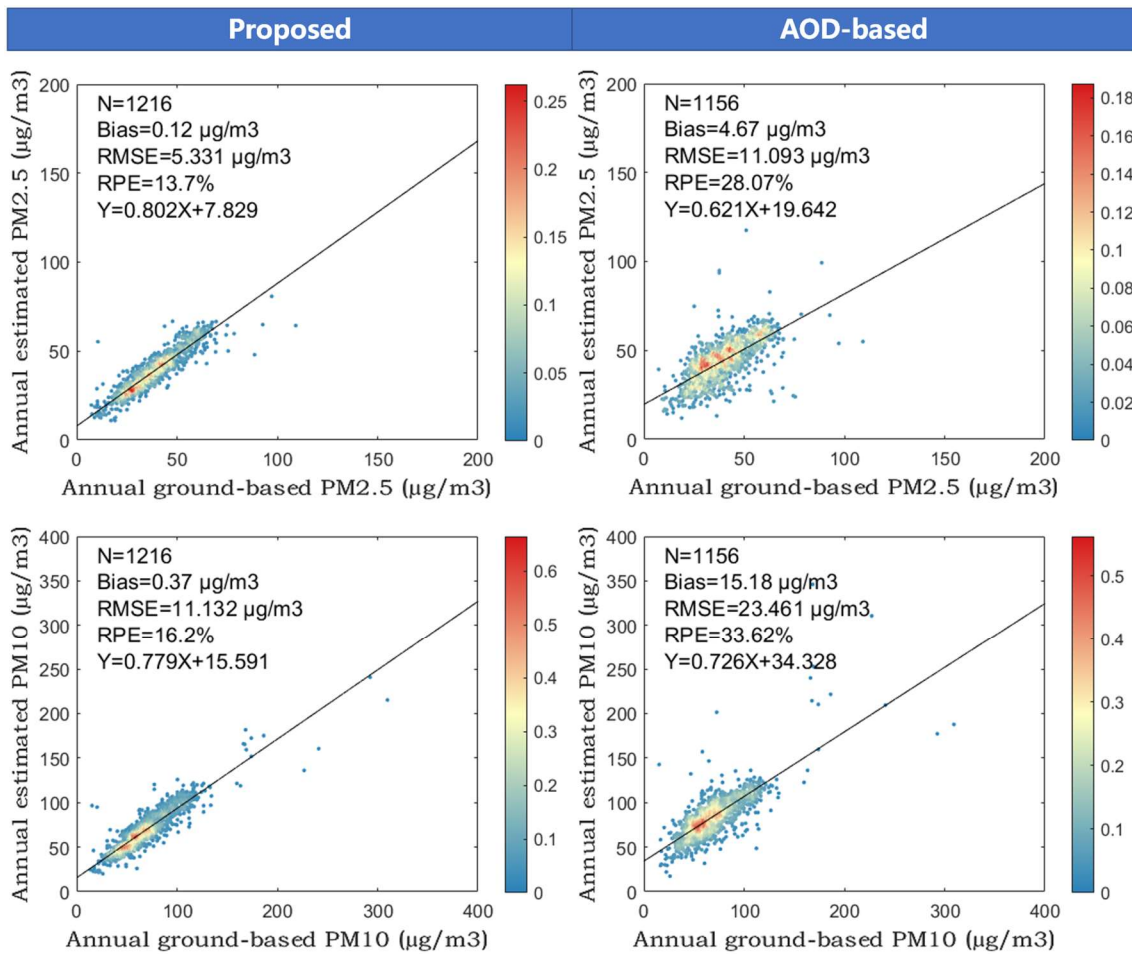 Proposed
AOD-based
Annual estimated PM2.5 (μg/m3)
200
150
100
50
0
N=1216
Bias=0.12 μg/m3
RMSE=5.331 μg/m3
RPE=13.7%
Y=0.802X+7.829
0 50 100 150 200
Annual ground-based PM2.5 (μg/m3)
0.25
0.2
0.15
0.1
0.05
0
Annual estimated PM2.5 (μg/m3)
200
150
100
50
0
N=1156
Bias=4.67 μg/m3
RMSE=11.093 μg/m3
RPE=28.07%
Y=0.621X+19.642
0 50 100 150 200
Annual ground-based PM2.5 (μg/m3)
0.18
0.16
0.14
0.12
0.1
0.08
0.06
0.04
0.02
0
Annual estimated PM10 (μg/m3)
400
350
300
250
200
150
100
50
0
N=1216
Bias=0.37 μg/m3
RMSE=11.132 μg/m3
RPE=16.2%
Y=0.779X+15.591
0 100 200 300 400
Annual ground-based PM10 (μg/m3)
0.6
0.5
0.4
0.3
0.2
0.1
0
Annual estimated PM10 (μg/m3)
400
350
300
250
200
150
100
50
0
N=1156
Bias=15.18 μg/m3
RMSE=23.461 μg/m3
RPE=33.62%
Y=0.726X+34.328
0 100 200 300 400
Annual ground-based PM10 (μg/m3)
0.5
0.4
0.3
0.2
0.1
0